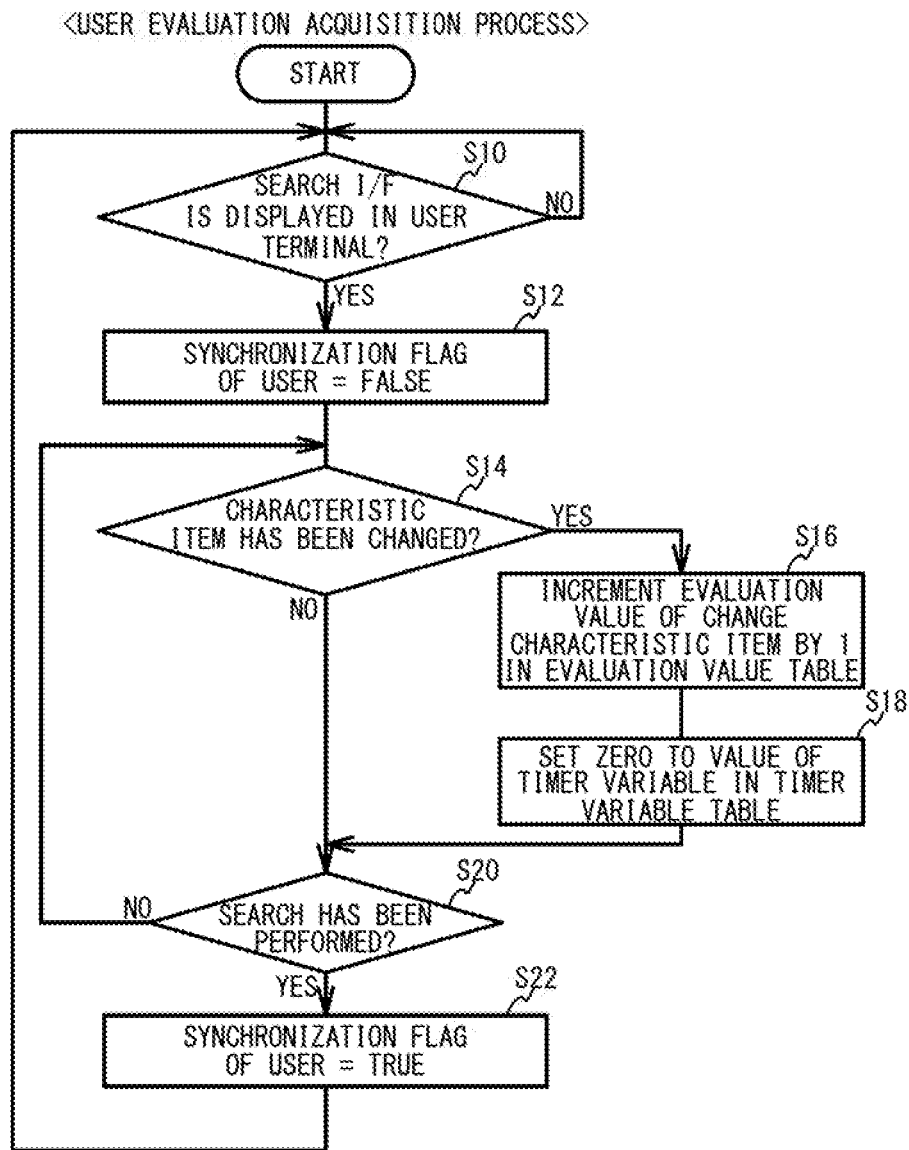 <USER EVALUATION ACQUISITION PROCESS>
START
S10
SEARCH I/F
IS DISPLAYED IN USER
TERMINAL?
NO
YES
S12
SYNCHRONIZATION FLAG
OF USER = FALSE
S14
CHARACTERISTIC
ITEM HAS BEEN CHANGED?
YES
NO
S16
INCREMENT EVALUATION
VALUE OF CHANGE
CHARACTERISTIC ITEM BY 1
IN EVALUATION VALUE TABLE
S18
SET ZERO TO VALUE OF
TIMER VARIABLE IN TIMER
VARIABLE TABLE
S20
NO
SEARCH HAS BEEN
PERFORMED?
YES
S22
SYNCHRONIZATION FLAG
OF USER = TRUE